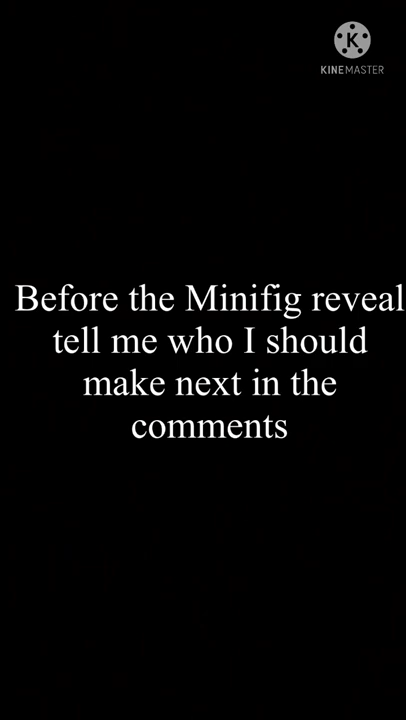 KINEMASTER
Before the Minifig reveal
tell me who I should
make next in the
comments